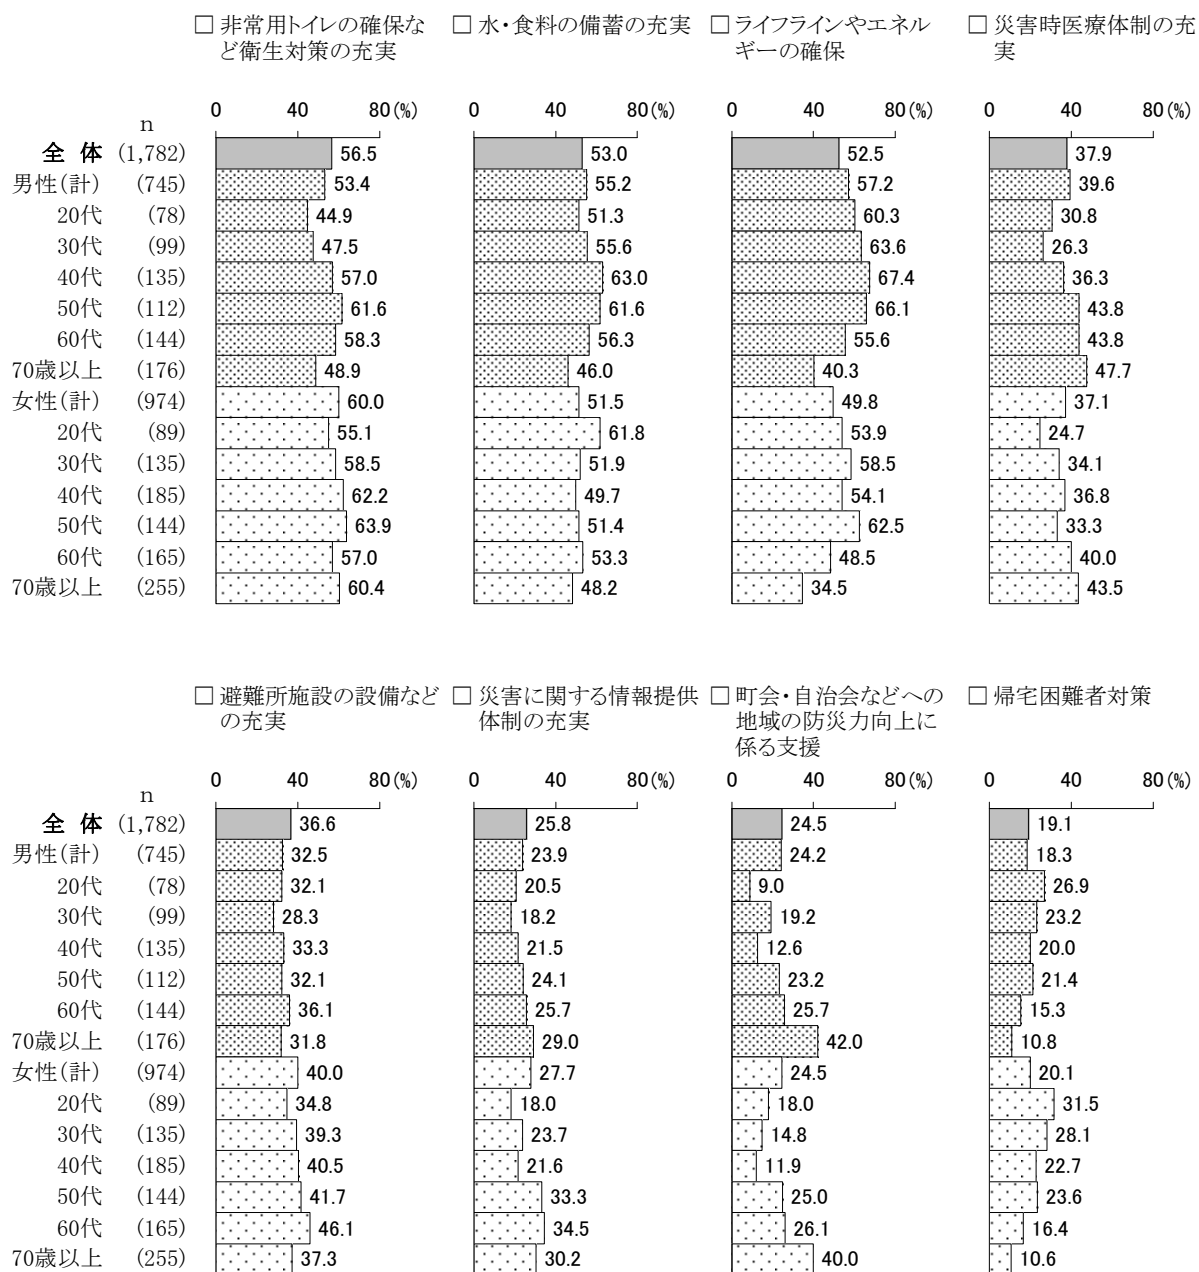 □ 非常用トイレの確保な □ 水・食料の備蓄の充実 □ ライフラインやエネル □ 災害時医療体制の充
ど衛生対策の充実 ギーの確保 実
0 40 80(%) 0 40 80(%) 0 40 80(%) 0 40 80(%)
n
全 体 (1,782) 56.5 53.0 52.5 37.9
男性(計) (745) 53.4 55.2 57.2 39.6
20代 (78) 44.9 51.3 60.3 30.8
30代 (99) 47.5 55.6 63.6 26.3
40代 (135) 57.0 63.0 67.4 36.3
50代 (112) 61.6 61.6 66.1 43.8
60代 (144) 58.3 56.3 55.6 43.8
70歳以上 (176) 48.9 46.0 40.3 47.7
女性(計) (974) 60.0 51.5 49.8 37.1
20代 (89) 55.1 61.8 53.9 24.7
30代 (135) 58.5 51.9 58.5 34.1
40代 (185) 62.2 49.7 54.1 36.8
50代 (144) 63.9 51.4 62.5 33.3
60代 (165) 57.0 53.3 48.5 40.0
70歳以上 (255) 60.4 48.2 34.5 43.5
□ 避難所施設の設備など □ 災害に関する情報提供 □ 町会・自治会などへの □ 帰宅困難者対策
の充実 体制の充実 地域の防災力向上に
係る支援
0 40 80(%) 0 40 80(%) 0 40 80(%) 0 40 80(%)
n
全 体 (1,782) 36.6 25.8 24.5 19.1
男性(計) (745) 32.5 23.9 24.2 18.3
20代 (78) 32.1 20.5 9.0 26.9
30代 (99) 28.3 18.2 19.2 23.2
40代 (135) 33.3 21.5 12.6 20.0
50代 (112) 32.1 24.1 23.2 21.4
60代 (144) 36.1 25.7 25.7 15.3
70歳以上 (176) 31.8 29.0 42.0 10.8
女性(計) (974) 40.0 27.7 24.5 20.1
20代 (89) 34.8 18.0 18.0 31.5
30代 (135) 39.3 23.7 14.8 28.1
40代 (185) 40.5 21.6 11.9 22.7
50代 (144) 41.7 33.3 25.0 23.6
60代 (165) 46.1 34.5 26.1 16.4
70歳以上 (255) 37.3 30.2 40.0 10.6